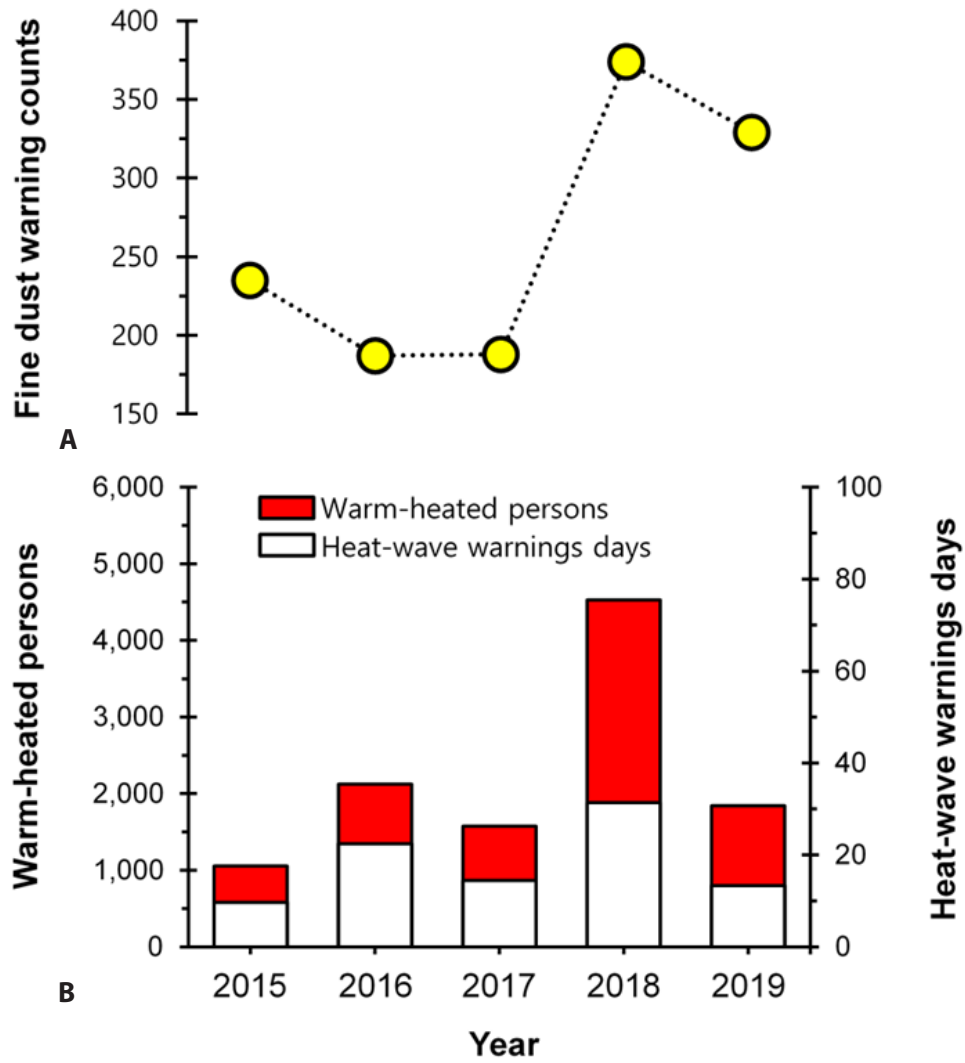 Fine dust warning counts
400
350
300
250
200
150
A
Warm-heated persons
6,000
5,000
4,000
3,000
2,000
1,000
0
Warm-heated persons
Heat-wave warnings days
100
80
60
40
20
0
Heat-wave warnings days
2015 2016 2017 2018 2019
B
Year